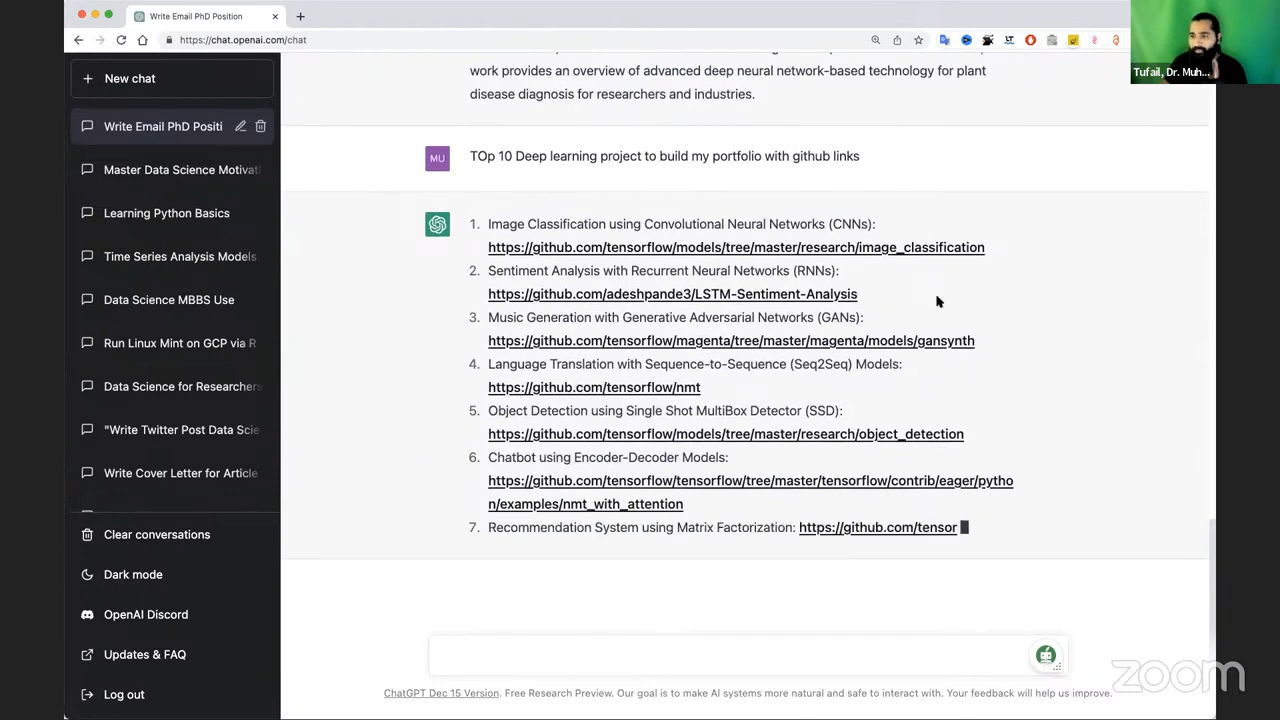 Write Email PhD Position
https://chat.openai.com/chat
Tufail, Dr. Muh...
New chat
Write Email PhD Positi
Master Data Science Motivat
Learning Python Basics
Time Series Analysis Models
Data Science MBBS Use
Run Linux Mint on GCP via R
Data Science for Researchers
"Write Twitter Post Data Scie
Write Cover Letter for Article
Clear conversations
Dark mode
OpenAI Discord
Updates & FAQ
Log out
work provides an overview of advanced deep neural network-based technology for plant
disease diagnosis for researchers and industries.
MU
TOp 10 Deep learning project to build my portfolio with github links
1. Image Classification using Convolutional Neural Networks (CNNs):
https://github.com/tensorflow/models/tree/master/research/image_classification
2. Sentiment Analysis with Recurrent Neural Networks (RNNs):
https://github.com/adeshpande3/LSTM-Sentiment-Analysis
3. Music Generation with Generative Adversarial Networks (GANs):
https://github.com/tensorflow/magenta/tree/master/magenta/models/gansynth
4. Language Translation with Sequence-to-Sequence (Seq2Seq) Models:
https://github.com/tensorflow/nmt
5. Object Detection using Single Shot MultiBox Detector (SSD):
https://github.com/tensorflow/models/tree/master/research/object_detection
6. Chatbot using Encoder-Decoder Models:
https://github.com/tensorflow/tensorflow/tree/master/tensorflow/contrib/eager/pytho
n/examples/nmt_with_attention
7. Recommendation System using Matrix Factorization: https://github.com/tensor
ChatGPT Dec 15 Version. Free Research Preview. Our goal is to make AI systems more natural and safe to interact with. Your feedback will help us improve.
zoom